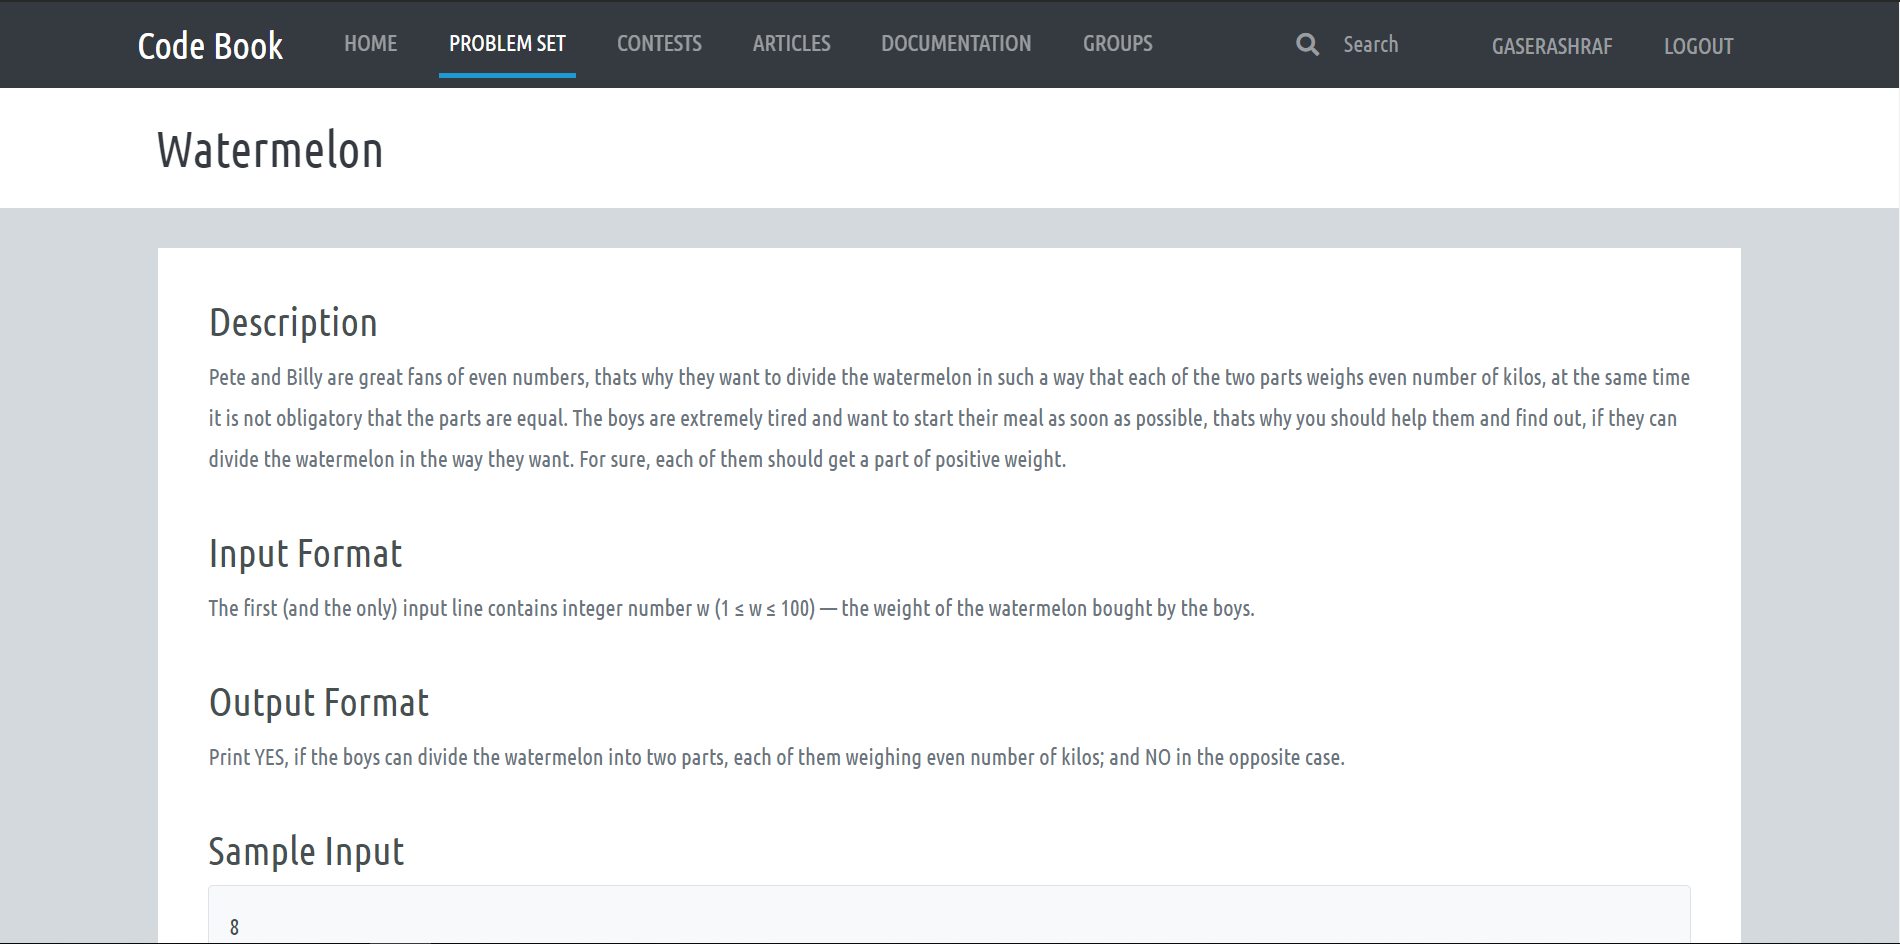 Code Book HOME PROBLEM SET CONTESTS ARTICLES DOCUMENTATION GROUPS Search GASERASHRAF LOGOUT
Watermelon
Description
Pete and Billy are great fans of even numbers, thats why they want to divide the watermelon in such a way that each of the two parts weighs even number of kilos, at the same time
it is not obligatory that the parts are equal. The boys are extremely tired and want to start their meal as soon as possible, thats why you should help them and find out, if they can
divide the watermelon in the way they want. For sure, each of them should get a part of positive weight.
Input Format
The first (and the only) input line contains integer number w (1 ≤ w ≤ 100) — the weight of the watermelon bought by the boys.
Output Format
Print YES, if the boys can divide the watermelon into two parts, each of them weighing even number of kilos; and NO in the opposite case.
Sample Input
8